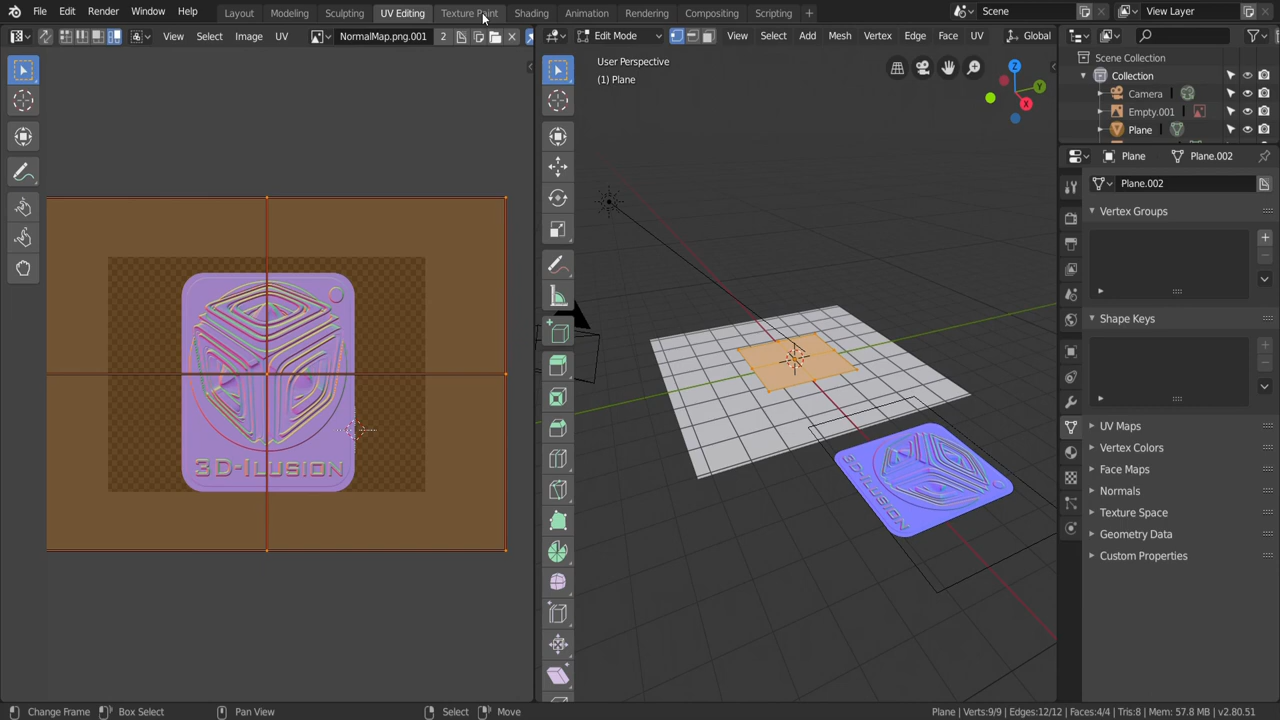 File Edit Render Window Help Layout Modeling Sculpting UV Editing Texture Paint Shading Animation Rendering Compositing Scripting + Scene View Layer
View Select Image UV NormalMap.png.001 2 Edit Mode View Select Add Mesh Vertex Edge Face UV Global
User Perspective
(1) Plane
Z
Y
X
Scene Collection
Collection
Camera
Empty.001
Plane
Plane Plane.002
Plane.002
Vertex Groups
Shape Keys
UV Maps
Vertex Colors
Face Maps
Normals
Texture Space
Geometry Data
Custom Properties
3D-ILUSION
3D-ILUSION
Change Frame Box Select Pan View Select Move Plane | Verts:9/9 | Edges:12/12 | Faces:4/4 | Tris:8 | Mem: 57.8 MB | v2.80.51